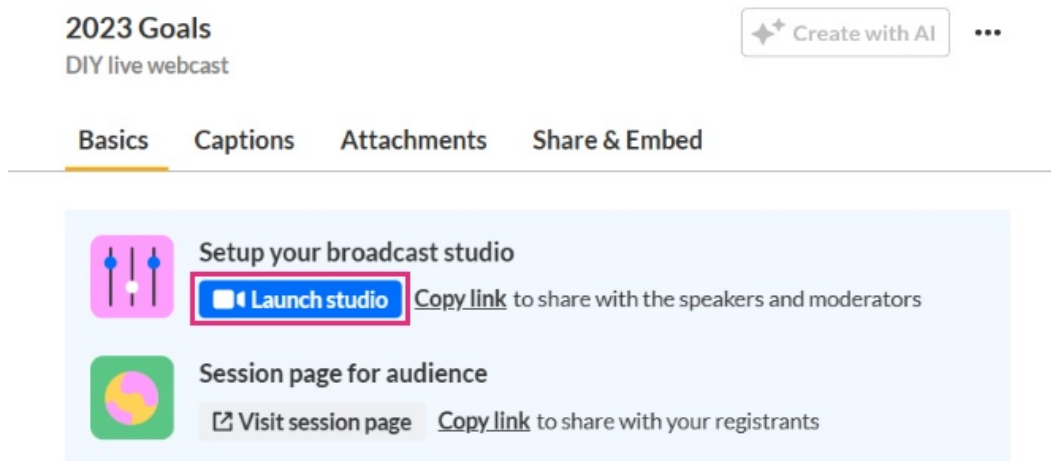 2023 Goals
Create with AI
DIY live webcast
Basics Captions Attachments Share & Embed
Setup your broadcast studio
Launch studio Copy link to share with the speakers and moderators
Session page for audience
Visit session page Copy link to share with your registrants